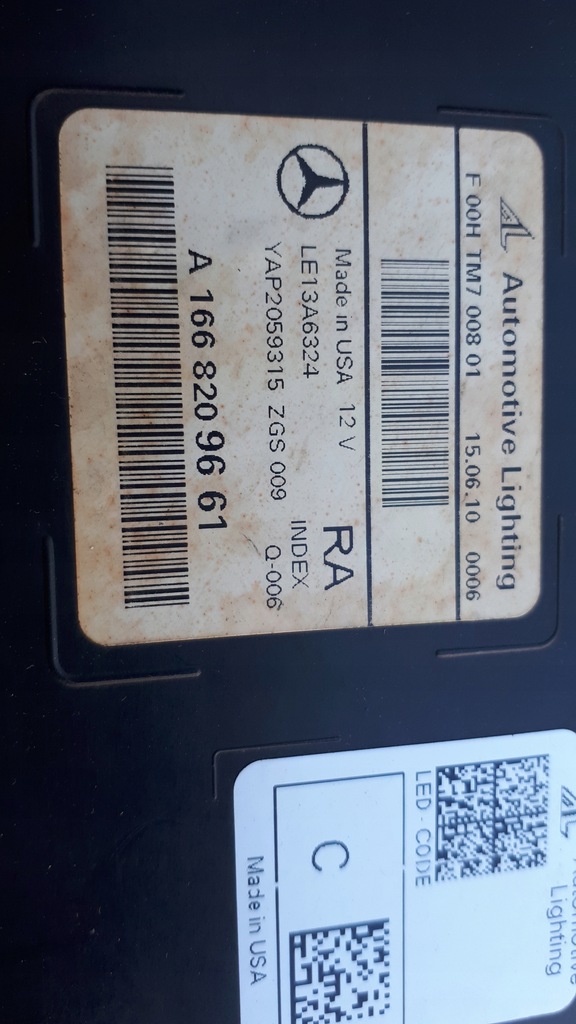 Automotive Lighting
F 00H TM7 008 01 15.06.10 0006
Made in USA 12 V
RA
LE13A6324
INDEX
YAP2059315 ZGS 009
Q-006
A 166 820 96 61
Automotive
Lighting
LED - CODE
C
Made in USA